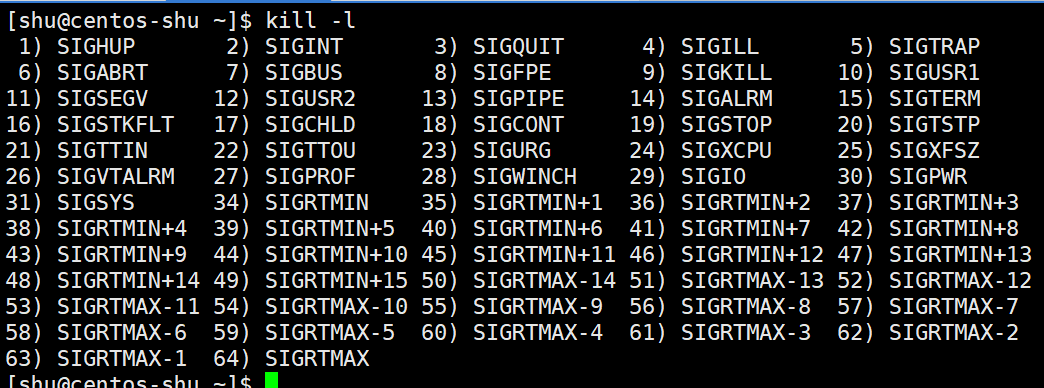 [shu@centos-shu ~]$ kill -l
 1) SIGHUP       2) SIGINT       3) SIGQUIT      4) SIGILL       5) SIGTRAP
 6) SIGABRT      7) SIGBUS       8) SIGFPE       9) SIGKILL     10) SIGUSR1
11) SIGSEGV     12) SIGUSR2     13) SIGPIPE     14) SIGALRM     15) SIGTERM
16) SIGSTKFLT   17) SIGCHLD     18) SIGCONT     19) SIGSTOP     20) SIGTSTP
21) SIGTTIN     22) SIGTTOU     23) SIGURG      24) SIGXCPU     25) SIGXFSZ
26) SIGVTALRM   27) SIGPROF     28) SIGWINCH    29) SIGIO       30) SIGPWR
31) SIGSYS      34) SIGRTMIN    35) SIGRTMIN+1  36) SIGRTMIN+2  37) SIGRTMIN+3
38) SIGRTMIN+4  39) SIGRTMIN+5  40) SIGRTMIN+6  41) SIGRTMIN+7  42) SIGRTMIN+8
43) SIGRTMIN+9  44) SIGRTMIN+10 45) SIGRTMIN+11 46) SIGRTMIN+12 47) SIGRTMIN+13
48) SIGRTMIN+14 49) SIGRTMIN+15 50) SIGRTMAX-14 51) SIGRTMAX-13 52) SIGRTMAX-12
53) SIGRTMAX-11 54) SIGRTMAX-10 55) SIGRTMAX-9  56) SIGRTMAX-8  57) SIGRTMAX-7
58) SIGRTMAX-6  59) SIGRTMAX-5  60) SIGRTMAX-4  61) SIGRTMAX-3  62) SIGRTMAX-2
63) SIGRTMAX-1  64) SIGRTMAX
[shu@centos-shu ~]$